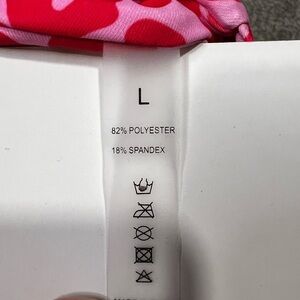 L
82% POLYESTER
18% SPANDEX